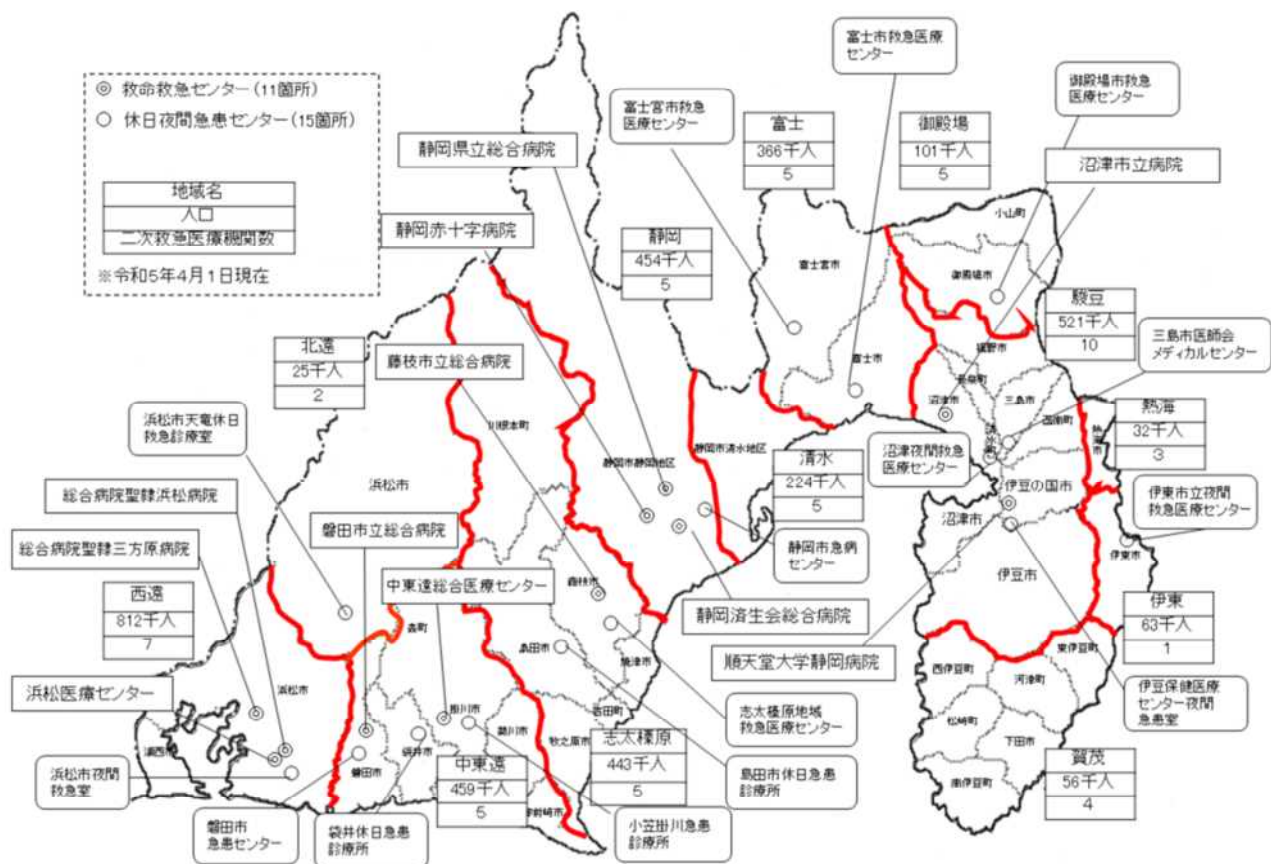 ◎ 救命救急センター(11箇所)
○ 休日夜間急患センター(15箇所)
地域名
人口
二次救急医療機関数
※令和5年4月1日現在
富士市救急医療
センター
御殿場市救急
医療センター
富士宮市救急
医療センター
静岡県立総合病院
富士
366千人
5
御殿場
101千人
5
沼津市立病院
静岡赤十字病院
静岡
454千人
5
小山町
富士宮市
御殿場市
駿豆
521千人
10
三島市医師会
メディカルセンター
裾野市
富士市
長泉町
北遠
25千人
2
藤枝市立総合病院
沼津市
三島市
函南町
清水町
熱海市
熱海
32千人
3
浜松市天竜休日
救急診療室
川根本町
静岡市静岡地区
静岡市清水地区
沼津夜間救急
医療センター
清水
224千人
5
総合病院聖隷浜松病院
浜松市
伊豆の国市
伊東市立夜間
救急医療センター
総合病院聖隷三方原病院
磐田市立総合病院
沼津市
静岡市急病
センター
伊東市
伊豆市
中東遠総合医療センター
藤枝市
静岡済生会総合病院
西遠
812千人
7
伊東
63千人
1
森町
島田市
焼津市
順天堂大学静岡病院
東伊豆町
西伊豆町
河津町
浜松医療センター
浜松市
掛川市
吉田町
志太榛原地域
救急医療センター
伊豆保健医療
センター夜間
急患室
松崎町
湖西市
菊川市
牧之原市
志太榛原
443千人
5
下田市
袋井市
磐田市
中東遠
459千人
5
島田市休日急患
診療所
賀茂
56千人
4
浜松市夜間
救急室
南伊豆町
御前崎市
磐田市
急患センター
袋井休日急患
診療所
小笠掛川急患
診療所